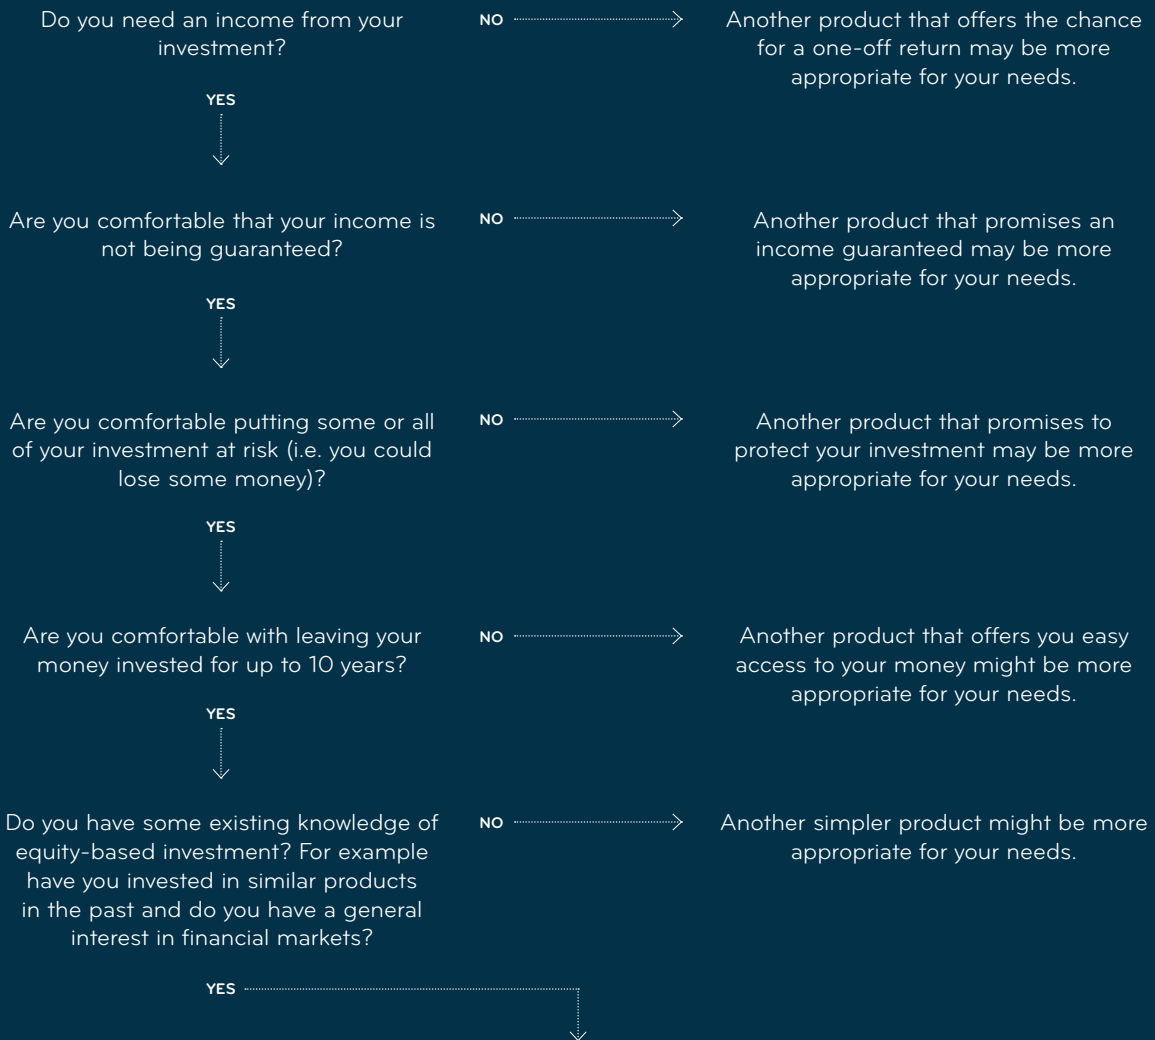 Do you need an income from your
investment?
NO
Another product that offers the chance
for a one-off return may be more
appropriate for your needs.
YES
Are you comfortable that your income is
not being guaranteed?
NO
Another product that promises an
income guaranteed may be more
appropriate for your needs.
YES
Are you comfortable putting some or all
of your investment at risk (i.e. you could
lose some money)?
NO
Another product that promises to
protect your investment may be more
appropriate for your needs.
YES
Are you comfortable with leaving your
money invested for up to 10 years?
NO
Another product that offers you easy
access to your money might be more
appropriate for your needs.
YES
Do you have some existing knowledge of
equity-based investment? For example
have you invested in similar products
in the past and do you have a general
interest in financial markets?
NO
Another simpler product might be more
appropriate for your needs.
YES